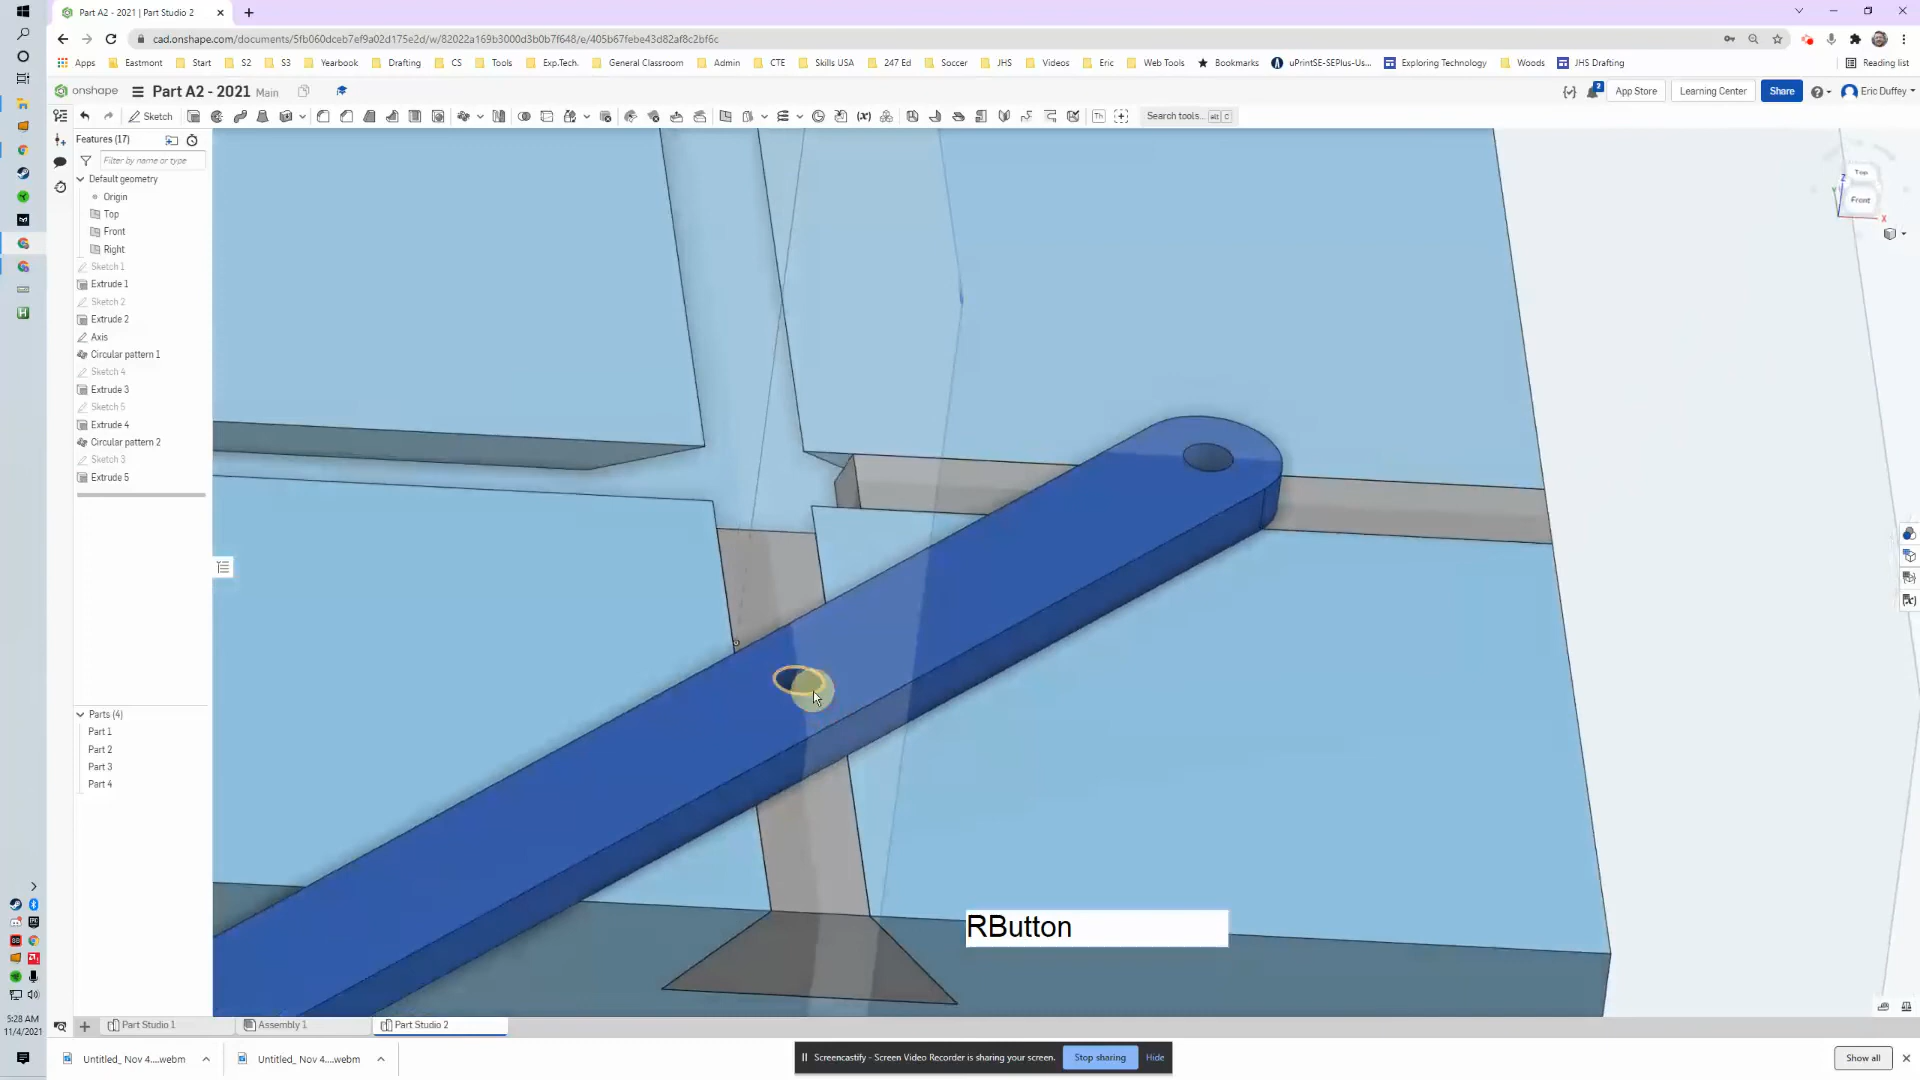 Part A2 - 2021 | Part Studio 2
cad.onshape.com/documents/5fb060dceb7ef9a02d175e2d/w/82022a169b3000d3b0b7f648/e/405b67febe43d82af8c2bf6c
Apps Eastmont Start S2 S3 Yearbook Drafting CS Tools Exp.Tech. General Classroom Admin CTE Skills USA 247 Ed Soccer JHS Videos Eric Web Tools Bookmarks uPrintSE-SEPlus-Us... Exploring Technology Woods JHS Drafting Reading list
onshape Part A2 - 2021 Main 2 App Store Learning Center Share Eric Duffey
Sketch Search tools... alt C
Features (17)
Filter by name or type
Default geometry
Origin
Top
Front
Right
Sketch 1
Extrude 1
Sketch 2
Extrude 2
Axis
Circular pattern 1
Sketch 4
Extrude 3
Sketch 5
Extrude 4
Circular pattern 2
Sketch 3
Extrude 5
Parts (4)
Part 1
Part 2
Part 3
Part 4
Top
Z
Front
X
RButton
Part Studio 1 Assembly 1 Part Studio 2
5:28 AM
11/4/2021
Untitled_ Nov 4....webm Untitled_ Nov 4....webm
Screencastify - Screen Video Recorder is sharing your screen. Stop sharing Hide
Show all